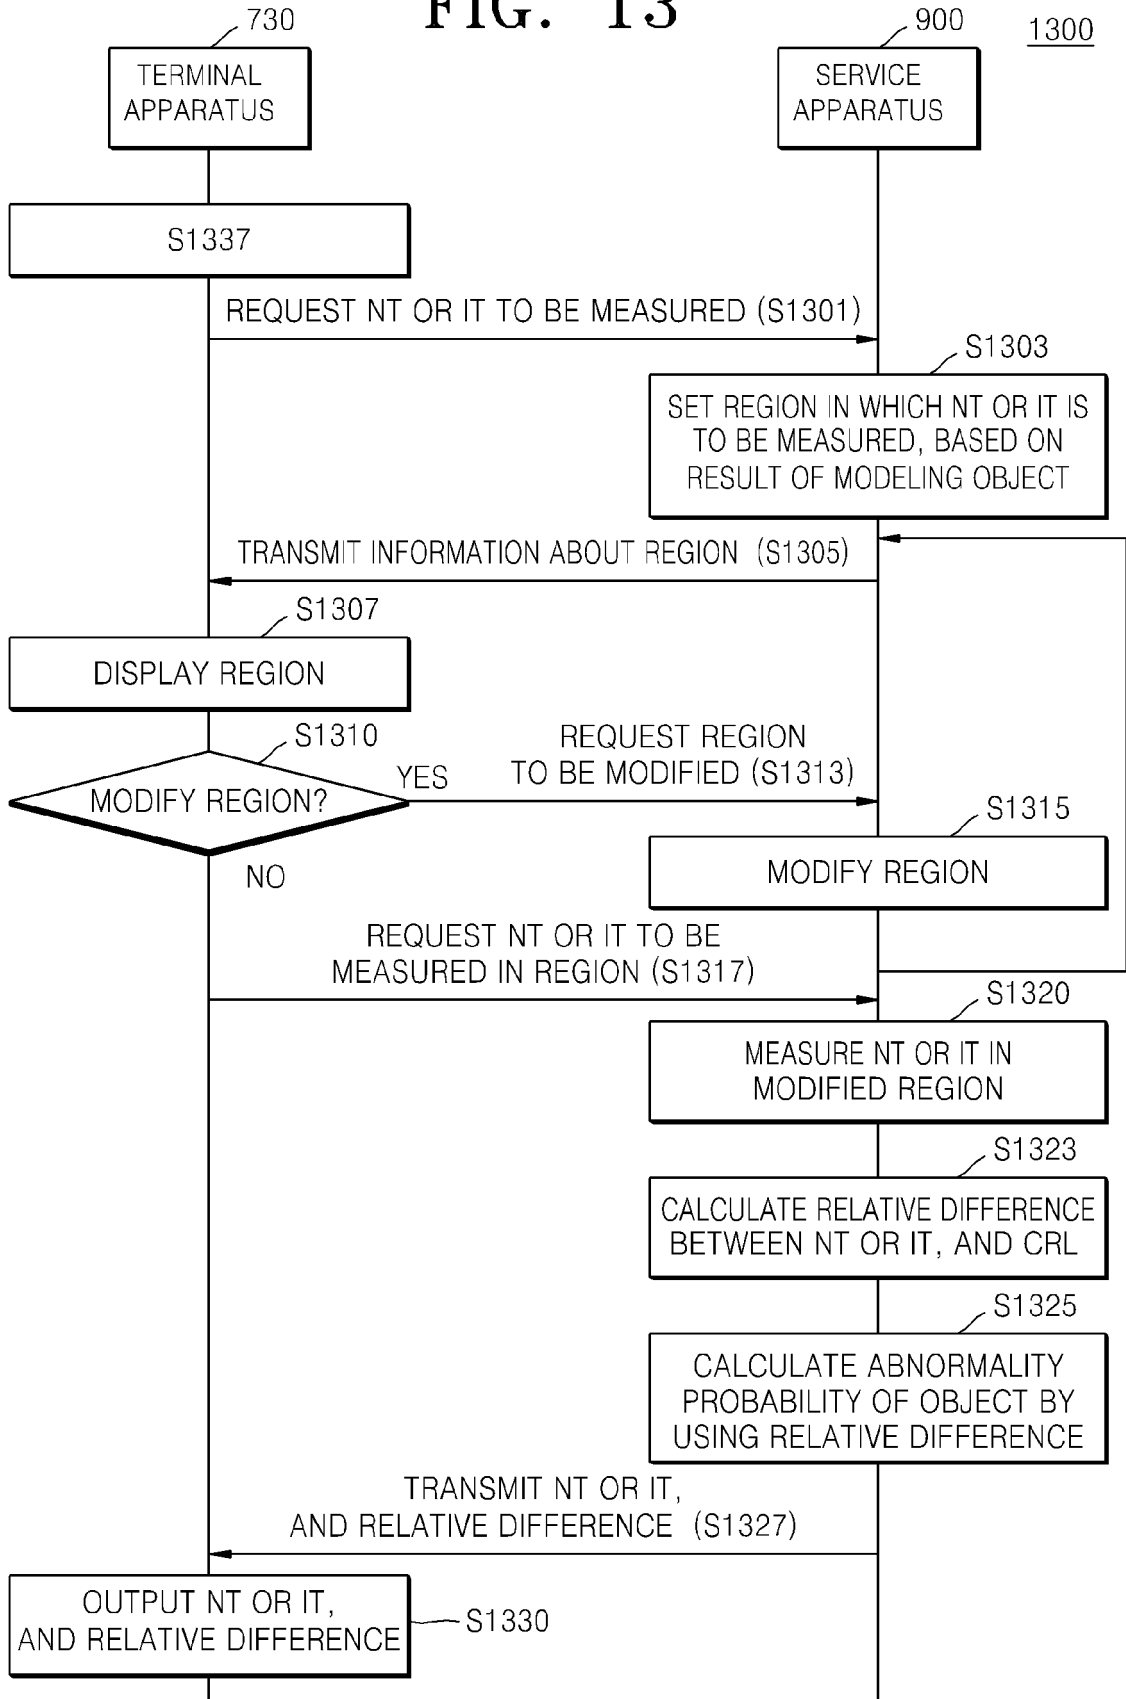 FIG. 13
730
900
1300
TERMINAL
APPARATUS
SERVICE
APPARATUS
S1337
REQUEST NT OR IT TO BE MEASURED (S1301)
S1303
SET REGION IN WHICH NT OR IT IS
TO BE MEASURED, BASED ON
RESULT OF MODELING OBJECT
TRANSMIT INFORMATION ABOUT REGION (S1305)
S1307
DISPLAY REGION
S1310
MODIFY REGION?
YES
REQUEST REGION
TO BE MODIFIED (S1313)
S1315
MODIFY REGION
NO
REQUEST NT OR IT TO BE
MEASURED IN REGION (S1317)
S1320
MEASURE NT OR IT IN
MODIFIED REGION
S1323
CALCULATE RELATIVE DIFFERENCE
BETWEEN NT OR IT, AND CRL
S1325
CALCULATE ABNORMALITY
PROBABILITY OF OBJECT BY
USING RELATIVE DIFFERENCE
TRANSMIT NT OR IT,
AND RELATIVE DIFFERENCE (S1327)
OUTPUT NT OR IT,
AND RELATIVE DIFFERENCE
S1330